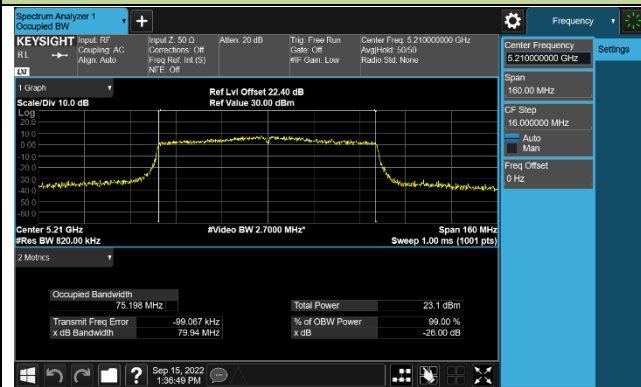 Spectrum Analyzer 1
Occupied BW
+
Frequency
KEYSIGHT
Input: RF
Coupling: AC
Align: Auto
Input Z: 50 Ω
Corrections: Off
Freq Ref: Int (S)
NFE: Off
Atten: 20 dB
Trig: Free Run
Gate: Off
#IF Gain: Low
Center Freq: 5.210000000 GHz
Avg|Hold: 50/50
Radio Std: None
RL
LXI
Center Frequency
5.210000000 GHz
Settings
Span
160.00 MHz
CF Step
16.000000 MHz
Auto
Man
Freq Offset
0 Hz
1 Graph
Scale/Div 10.0 dB
Ref Lvl Offset 22.40 dB
Ref Value 30.00 dBm
Log
20.0
10.0
0.00
-10.0
-20.0
-30.0
-40.0
-50.0
-60.0
Center 5.21 GHz
#Res BW 820.00 kHz
#Video BW 2.7000 MHz*
Span 160 MHz
Sweep 1.00 ms (1001 pts)
2 Metrics
Occupied Bandwidth
75.198 MHz
Total Power 23.1 dBm
Transmit Freq Error -99.067 kHz
% of OBW Power 99.00 %
x dB Bandwidth 79.94 MHz
x dB -26.00 dB
?
Sep 15, 2022
1:36:49 PM